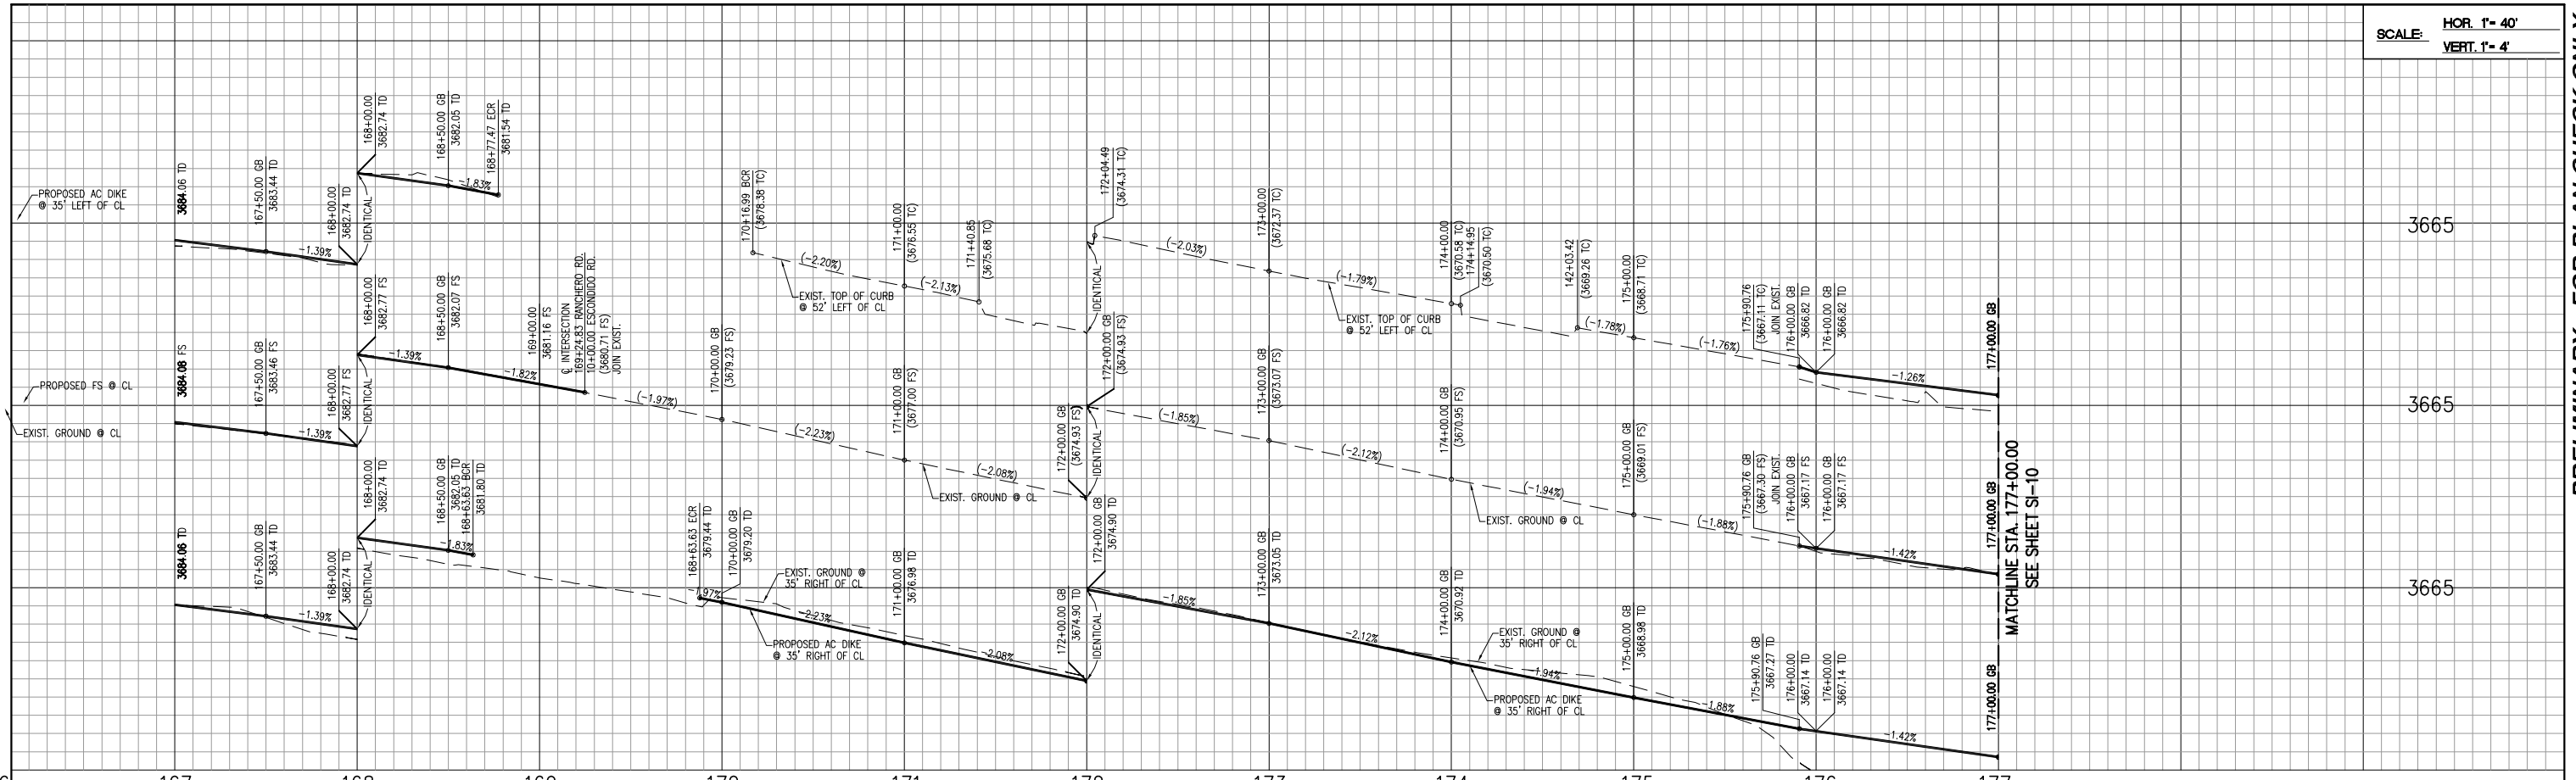 SCALE:
HOR. 1"= 40'
VERT. 1"= 4'
PROPOSED AC DIKE
@ 35' LEFT OF CL
3684.06 TD
167+50.00 GB
3683.44 TD
168+00.00
3682.74 TD
-1.39%
IDENTICAL
168+00.00
3682.74 TD
168+50.00 GB
3682.05 TD
168+77.47 ECR
3681.54 TD
-1.83%
170+16.99 BCR
(3678.38 TC)
(-2.20%)
EXIST. TOP OF CURB
@ 52' LEFT OF CL
171+00.00
(3676.55 TC)
(-2.13%)
171+40.85
(3675.68 TC)
IDENTICAL
172+04.49
(3674.31 TC)
(-2.03%)
173+00.00
(3672.37 TC)
(-1.79%)
EXIST. TOP OF CURB
@ 52' LEFT OF CL
174+00.00
(3670.58 TC)
174+14.95
(3670.50 TC)
142+03.42
(3669.26 TC)
(-1.78%)
175+00.00
(3668.71 TC)
(-1.76%)
175+90.76
(3667.11 TC)
JOIN EXIST.
176+00.00 GB
3666.82 TD
176+00.00 GB
3666.82 TD
-1.26%
177+00.00 GB
3665
PROPOSED FS @ CL
EXIST. GROUND @ CL
3684.08 FS
167+50.00 GB
3683.46 FS
168+00.00
3682.77 FS
-1.39%
IDENTICAL
168+00.00
3682.77 FS
-1.39%
168+50.00 GB
3682.07 FS
-1.82%
169+00.00
3681.16 FS
℄ INTERSECTION
169+24.83 RANCHERO RD.
10+00.00 ESCONDIDO RD.
(3680.71 FS)
JOIN EXIST.
(-1.97%)
170+00.00 GB
(3679.23 FS)
(-2.23%)
171+00.00 GB
(3677.00 FS)
(-2.08%)
EXIST. GROUND @ CL
172+00.00 GB
(3674.93 FS)
IDENTICAL
172+00.00 GB
(3674.93 FS)
(-1.85%)
173+00.00 GB
(3673.07 FS)
(-2.12%)
174+00.00 GB
(3670.95 FS)
(-1.94%)
EXIST. GROUND @ CL
175+00.00 GB
(3669.01 FS)
(-1.88%)
175+90.76 GB
(3667.30 FS)
JOIN EXIST.
176+00.00 GB
3667.17 FS
176+00.00 GB
3667.17 FS
-1.42%
177+00.00 GB
3665
3684.06 TD
167+50.00 GB
3683.44 TD
168+00.00
3682.74 TD
-1.39%
IDENTICAL
168+00.00
3682.74 TD
168+50.00 GB
3682.05 TD
168+63.63 BCR
3681.80 TD
-1.83%
168+63.63 ECR
3679.44 TD
170+00.00 GB
3679.20 TD
-1.97%
EXIST. GROUND @
35' RIGHT OF CL
-2.23%
PROPOSED AC DIKE
@ 35' RIGHT OF CL
171+00.00 GB
3676.98 TD
-2.08%
172+00.00 GB
3674.90 TD
IDENTICAL
172+00.00 GB
3674.90 TD
-1.85%
173+00.00 GB
3673.05 TD
-2.12%
174+00.00 GB
3670.92 TD
EXIST. GROUND @
35' RIGHT OF CL
-1.94%
PROPOSED AC DIKE
@ 35' RIGHT OF CL
175+00.00 GB
3668.98 TD
-1.88%
175+90.76 GB
3667.27 TD
176+00.00
3667.14 TD
176+00.00
3667.14 TD
-1.42%
177+00.00 GB
3665
MATCHLINE STA. 177+00.00
SEE SHEET SI-10
167
168
169
170
171
172
173
174
175
176
177